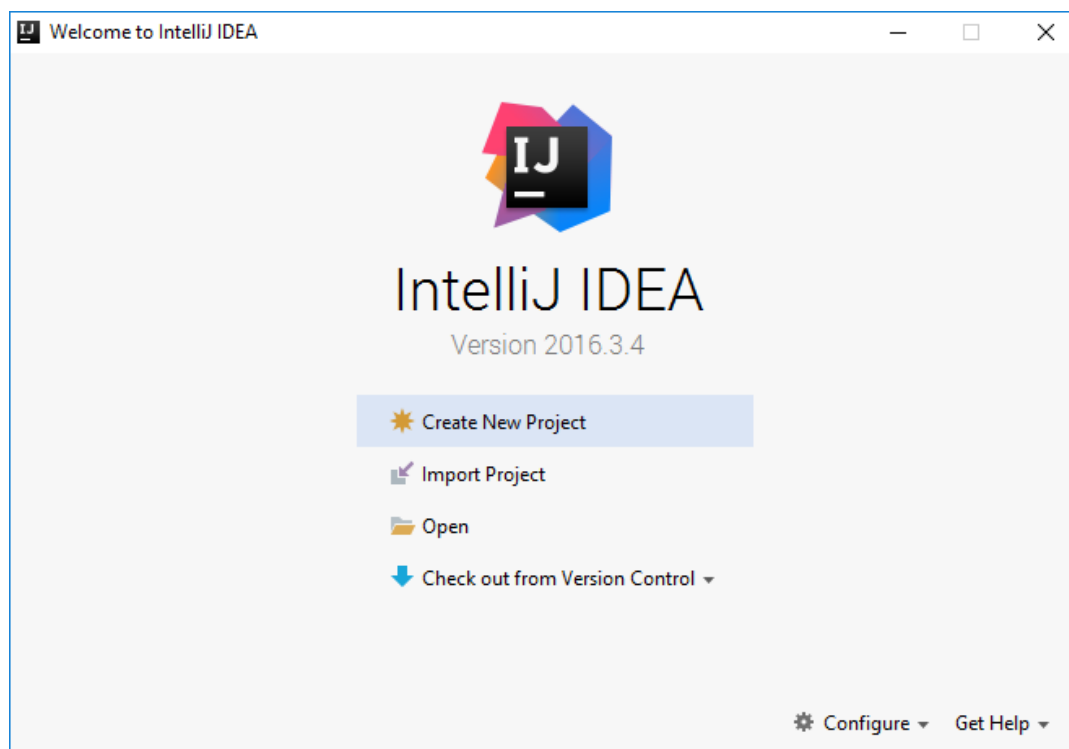 IJ Welcome to IntelliJ IDEA
IJ
IntelliJ IDEA
Version 2016.3.4
Create New Project
Import Project
Open
Check out from Version Control
Configure Get Help